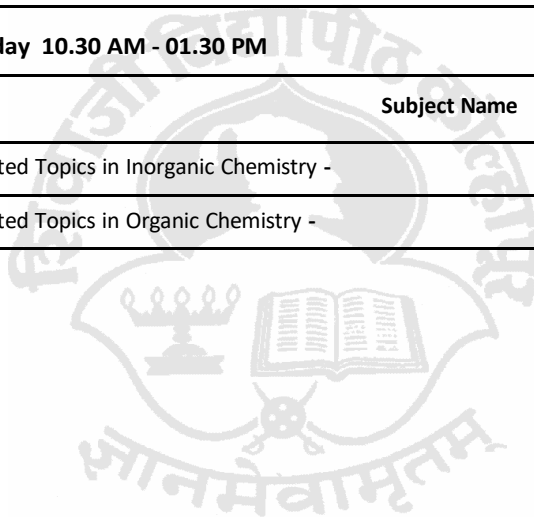 day 10.30 AM - 01.30 PM
Subject Name
ted Topics in Inorganic Chemistry -
ted Topics in Organic Chemistry -
शिवाजी विद्यापीठ कोल्हापूर
ज्ञानमेवामृतम्